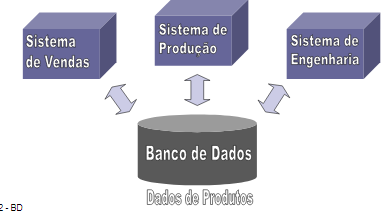 Sistema
de Vendas
Sistema de
Produção
Sistema de
Engenharia
Banco de Dados
Dados de Produtos
2 - BD